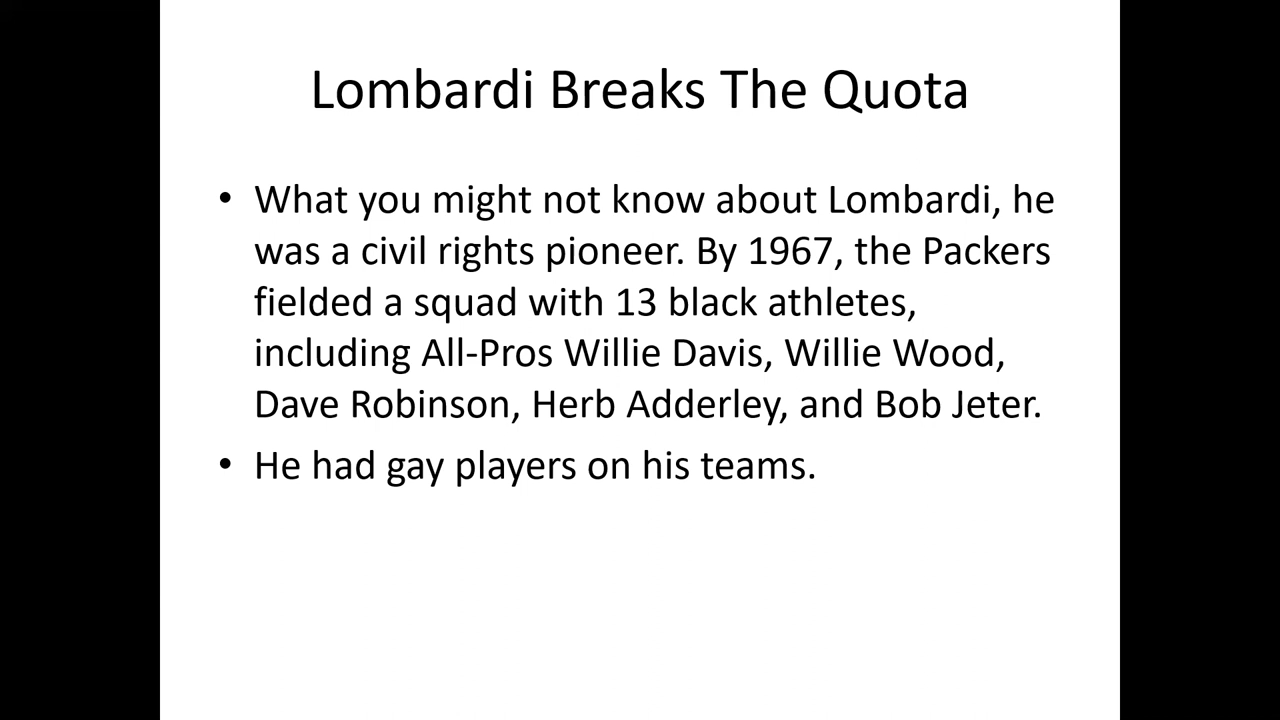 Lombardi Breaks The Quota
• What you might not know about Lombardi, he
was a civil rights pioneer. By 1967, the Packers
fielded a squad with 13 black athletes,
including All-Pros Willie Davis, Willie Wood,
Dave Robinson, Herb Adderley, and Bob Jeter.
• He had gay players on his teams.